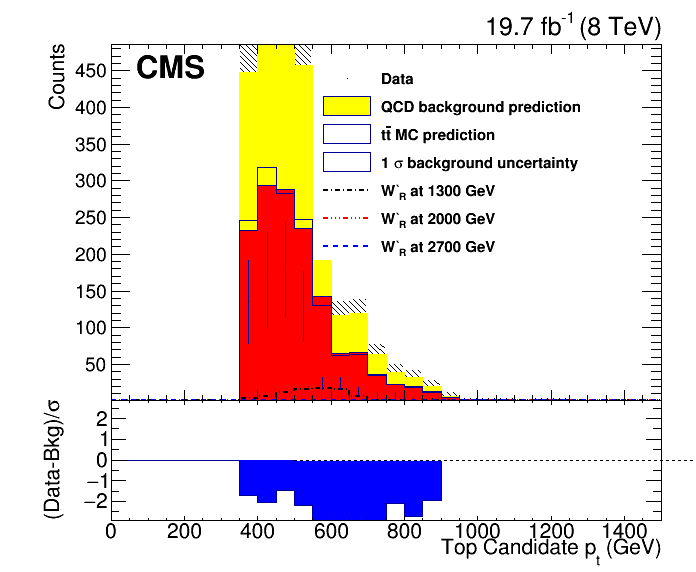 19.7 fb⁻¹ (8 TeV)
Counts
450
400
350
300
250
200
150
100
50
CMS
Data
QCD background prediction
tt̄ MC prediction
1 σ background uncertainty
W`R at 1300 GeV
W`R at 2000 GeV
W`R at 2700 GeV
(Data-Bkg)/σ
2
1
0
−1
−2
0 200 400 600 800 1000 1200 1400
Top Candidate pt (GeV)